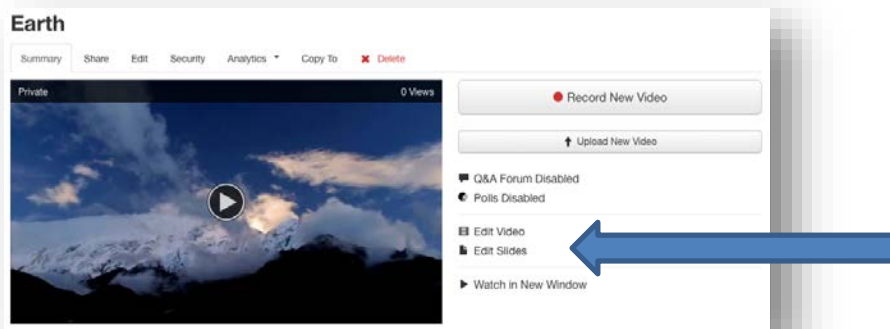 Earth
Summary Share Edit Security Analytics Copy To Delete
Private 0 Views
Record New Video
Upload New Video
Q&A Forum Disabled
Polls Disabled
Edit Video
Edit Slides
Watch in New Window